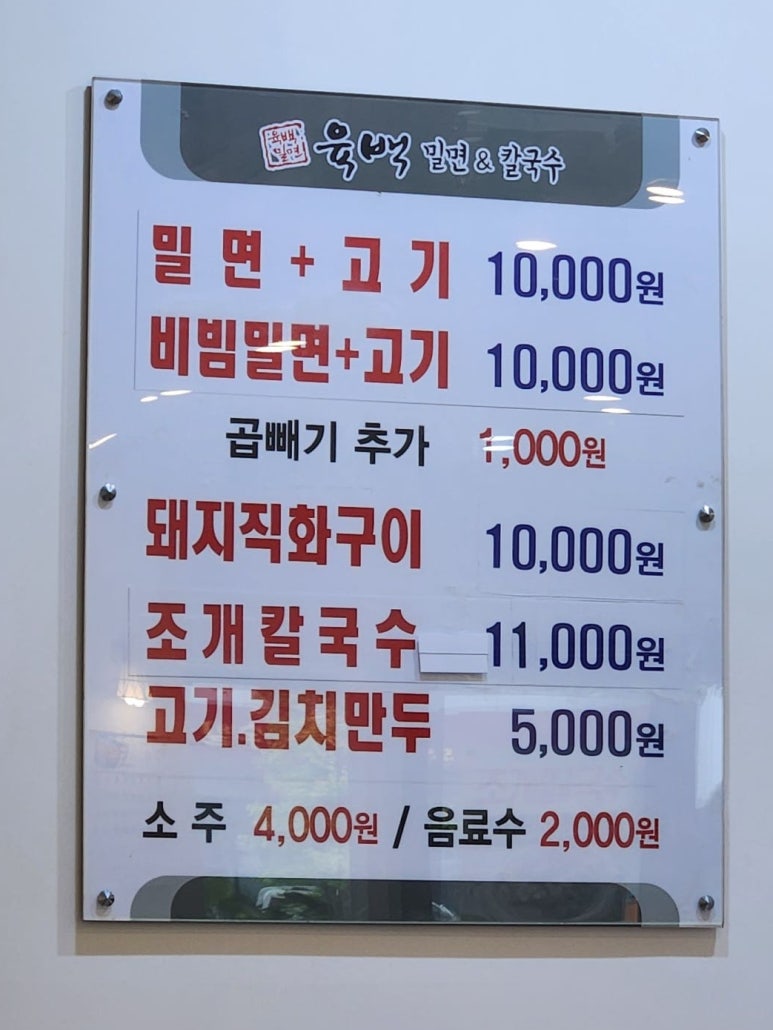 육백
밀면
육백 밀면 & 칼국수
밀면 + 고기 10,000원
비빔밀면+고기 10,000원
곱빼기 추가 1,000원
돼지직화구이 10,000원
조개칼국수 11,000원
고기.김치만두 5,000원
소주 4,000원 / 음료수 2,000원